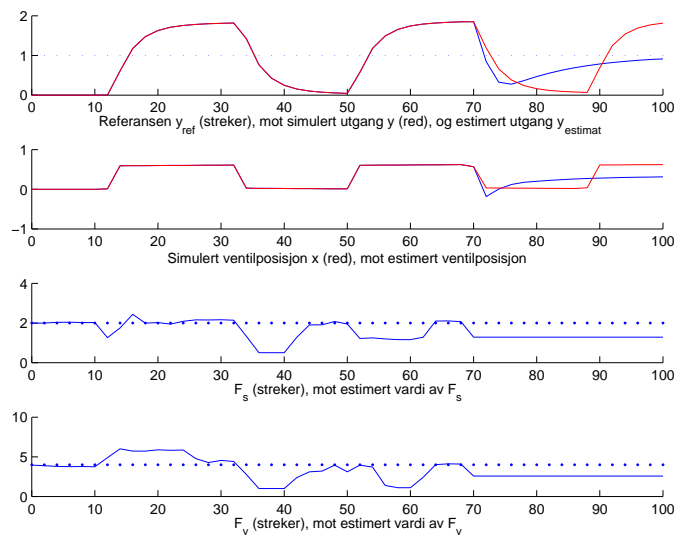 2
1
0
0 10 20 30 40 50 60 70 80 90 100
Referansen y_ref (streker), mot simulert utgang y (red), og estimert utgang y_estimat
1
0
−1
0 10 20 30 40 50 60 70 80 90 100
Simulert ventilposisjon x (red), mot estimert ventilposisjon
4
2
0
0 10 20 30 40 50 60 70 80 90 100
F_s (streker), mot estimert vardi av F_s
10
5
0
0 10 20 30 40 50 60 70 80 90 100
F_v (streker), mot estimert vardi av F_v